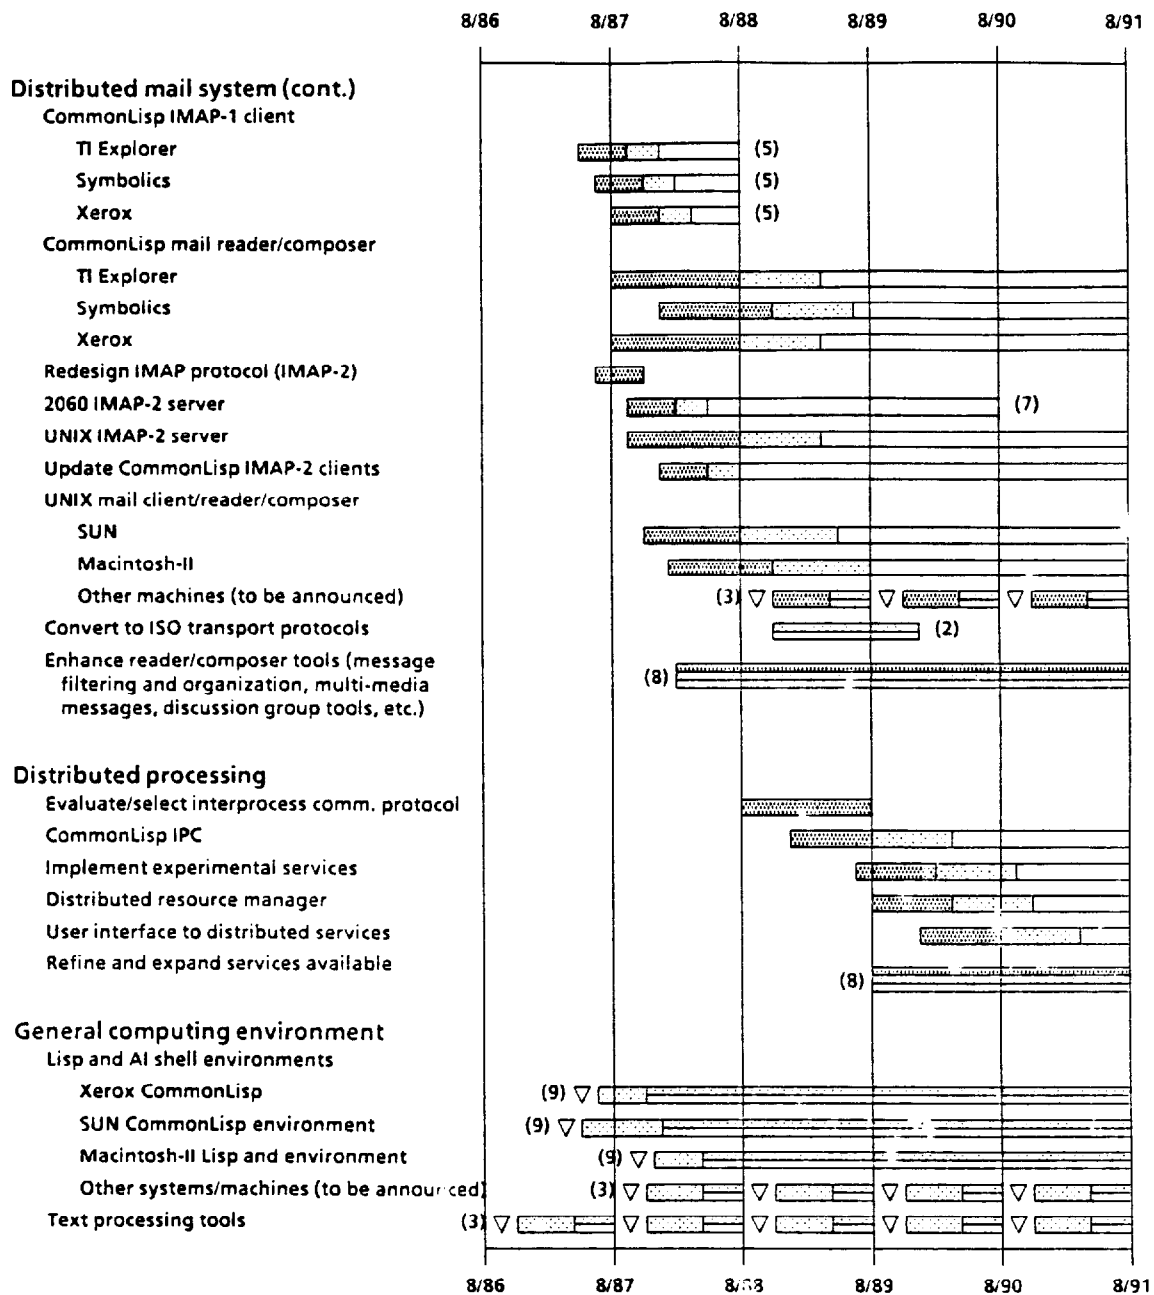 8/86 8/87 8/88 8/89 8/90 8/91
Distributed mail system (cont.)
CommonLisp IMAP-1 client
TI Explorer (5)
Symbolics (5)
Xerox (5)
CommonLisp mail reader/composer
TI Explorer
Symbolics
Xerox
Redesign IMAP protocol (IMAP-2)
2060 IMAP-2 server (7)
UNIX IMAP-2 server
Update CommonLisp IMAP-2 clients
UNIX mail client/reader/composer
SUN
Macintosh-II
Other machines (to be announced) (3)
Convert to ISO transport protocols (2)
Enhance reader/composer tools (message
filtering and organization, multi-media (8)
messages, discussion group tools, etc.)
Distributed processing
Evaluate/select interprocess comm. protocol
CommonLisp IPC
Implement experimental services
Distributed resource manager
User interface to distributed services
Refine and expand services available (8)
General computing environment
Lisp and AI shell environments
Xerox CommonLisp (9)
SUN CommonLisp environment (9)
Macintosh-II Lisp and environment (9)
Other systems/machines (to be announced) (3)
Text processing tools (3)
8/86 8/87 8/88 8/89 8/90 8/91